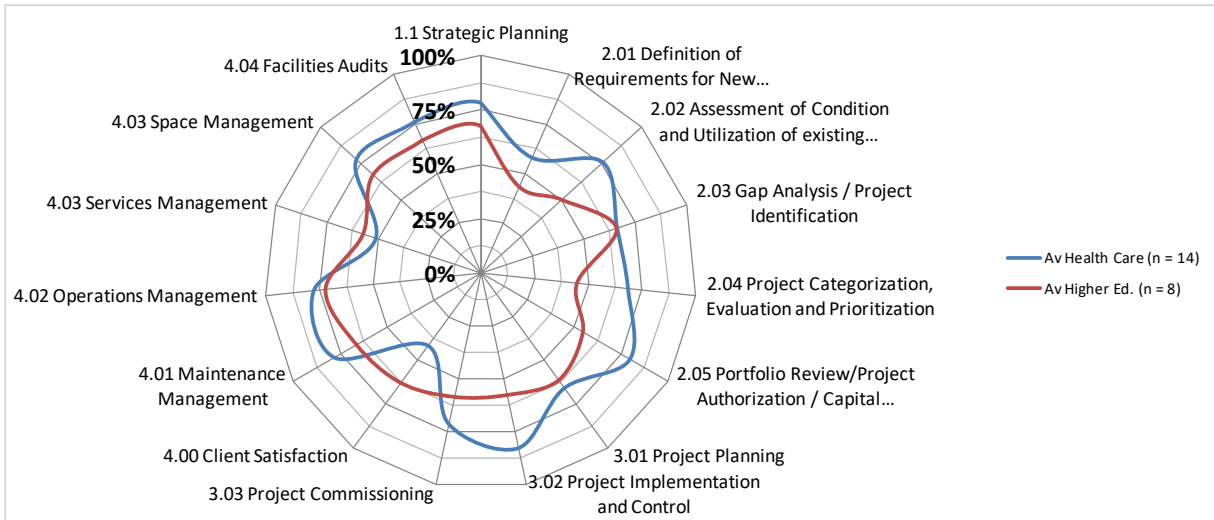 1.1 Strategic Planning
100%
75%
50%
25%
0%
2.01 Definition of
Requirements for New...
2.02 Assessment of Condition
and Utilization of existing...
2.03 Gap Analysis / Project
Identification
2.04 Project Categorization,
Evaluation and Prioritization
2.05 Portfolio Review/Project
Authorization / Capital...
3.01 Project Planning
3.02 Project Implementation
and Control
3.03 Project Commissioning
4.00 Client Satisfaction
4.01 Maintenance
Management
4.02 Operations Management
4.03 Services Management
4.03 Space Management
4.04 Facilities Audits
Av Health Care (n = 14)
Av Higher Ed. (n = 8)